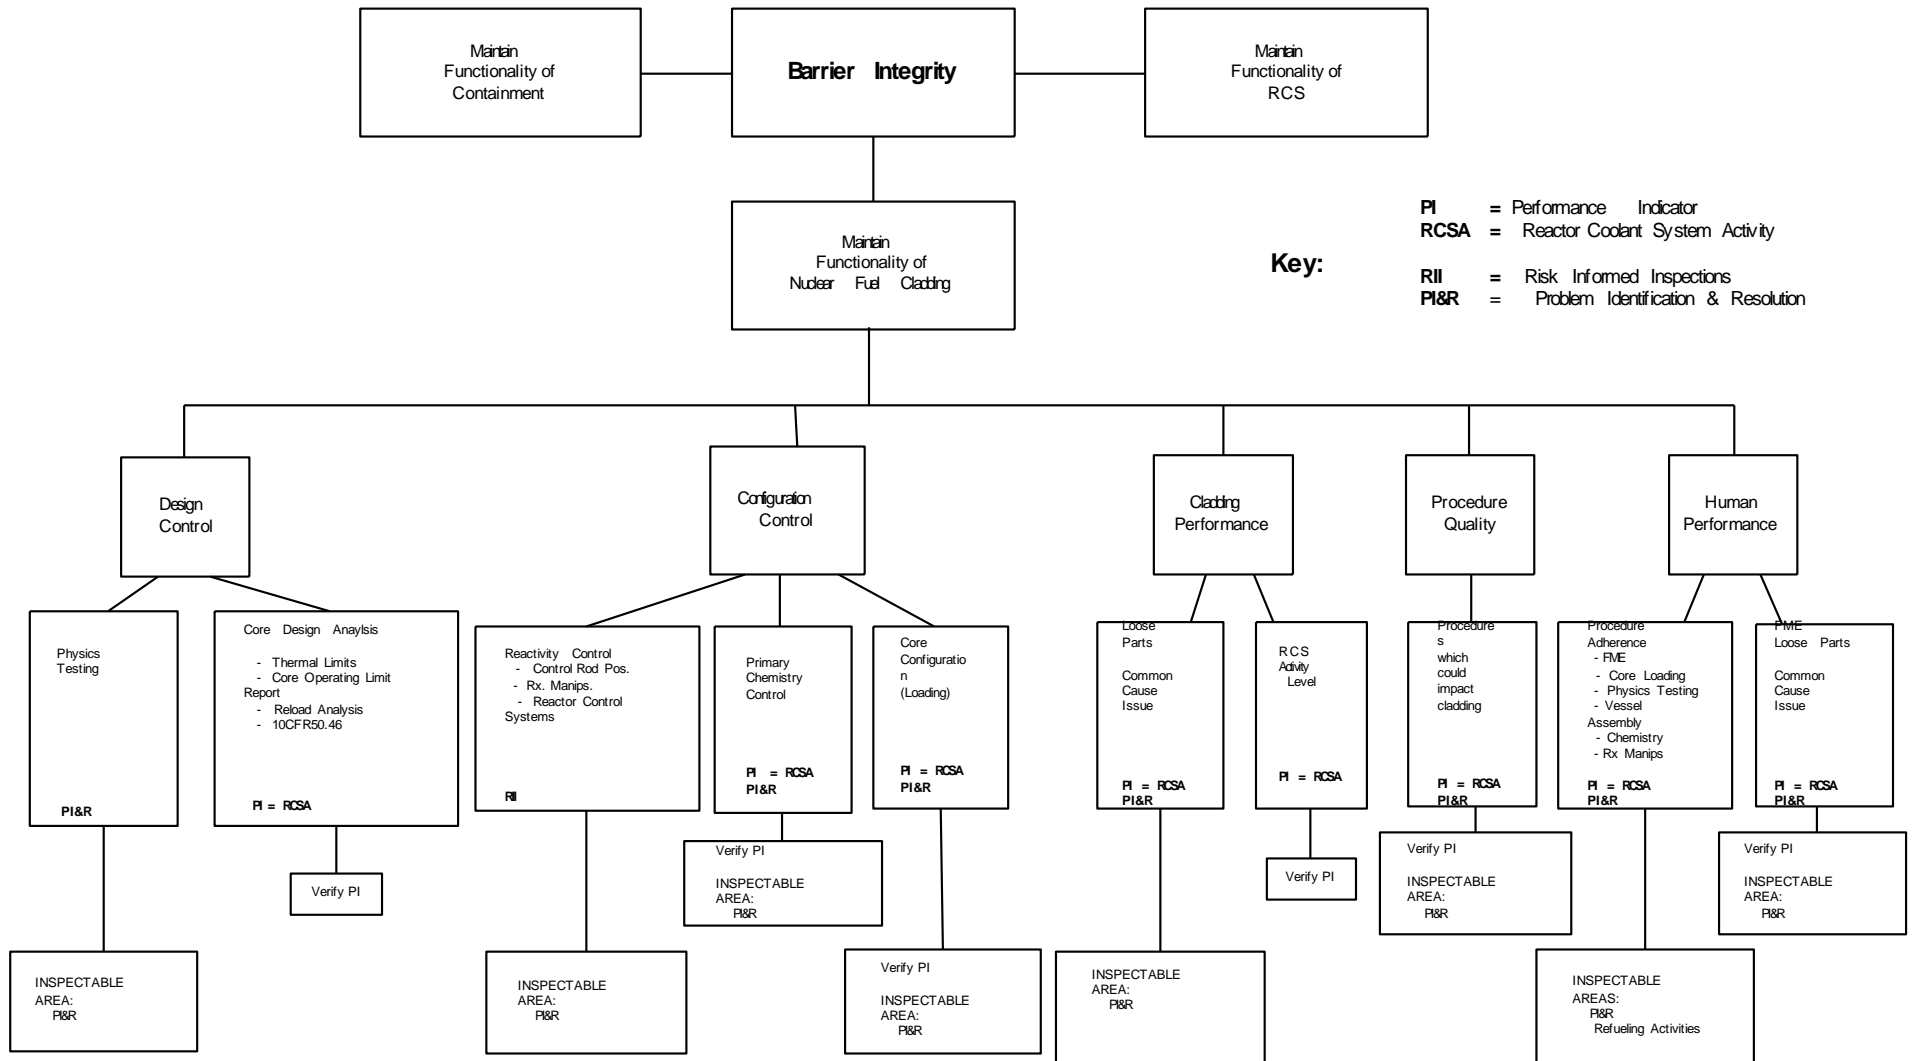 Maintain
Functionality of
Containment
Barrier Integrity
Maintain
Functionality of
RCS
Maintain
Functionality of
Nuclear Fuel Cladding
Key:
PI = Performance Indicator
RCSA = Reactor Coolant System Activity
RII = Risk Informed Inspections
PI&R = Problem Identification & Resolution
Design
Control
Configuration
Control
Cladding
Performance
Procedure
Quality
Human
Performance
Physics
Testing
PI&R
Core Design Anaylsis
- Thermal Limits
- Core Operating Limit
Report
- Reload Analysis
- 10CFR50.46
PI = RCSA
Reactivity Control
- Control Rod Pos.
- Rx. Manips.
- Reactor Control
Systems
RII
Primary
Chemistry
Control
PI = RCSA
PI&R
Core
Configuratio
n
(Loading)
PI = RCSA
PI&R
Loose
Parts
Common
Cause
Issue
PI = RCSA
PI&R
RCS
Activity
Level
PI = RCSA
Procedure
s
which
could
impact
cladding
PI = RCSA
PI&R
Procedure
Adherence
- FME
- Core Loading
- Physics Testing
- Vessel
Assembly
- Chemistry
- Rx Manips
PI = RCSA
PI&R
FME
Loose Parts
Common
Cause
Issue
PI = RCSA
PI&R
INSPECTABLE
AREA:
PI&R
Verify PI
INSPECTABLE
AREA:
PI&R
Verify PI
INSPECTABLE
AREA:
PI&R
Verify PI
INSPECTABLE
AREA:
PI&R
INSPECTABLE
AREA:
PI&R
Verify PI
Verify PI
INSPECTABLE
AREA:
PI&R
INSPECTABLE
AREAS:
PI&R
Refueling Activities
Verify PI
INSPECTABLE
AREA:
PI&R